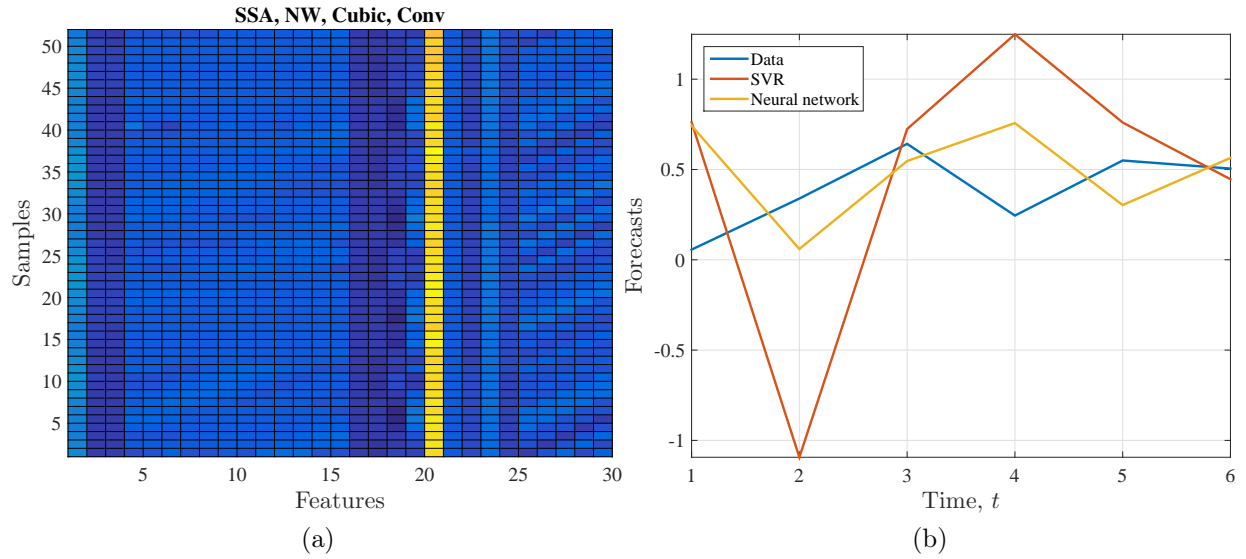 SSA, NW, Cubic, Conv
50
45
40
35
30
25
20
15
10
5
Samples
5 10 15 20 25 30
Features
(a)
Data
SVR
Neural network
1
0.5
0
-0.5
-1
Forecasts
1 2 3 4 5 6
Time, t
(b)